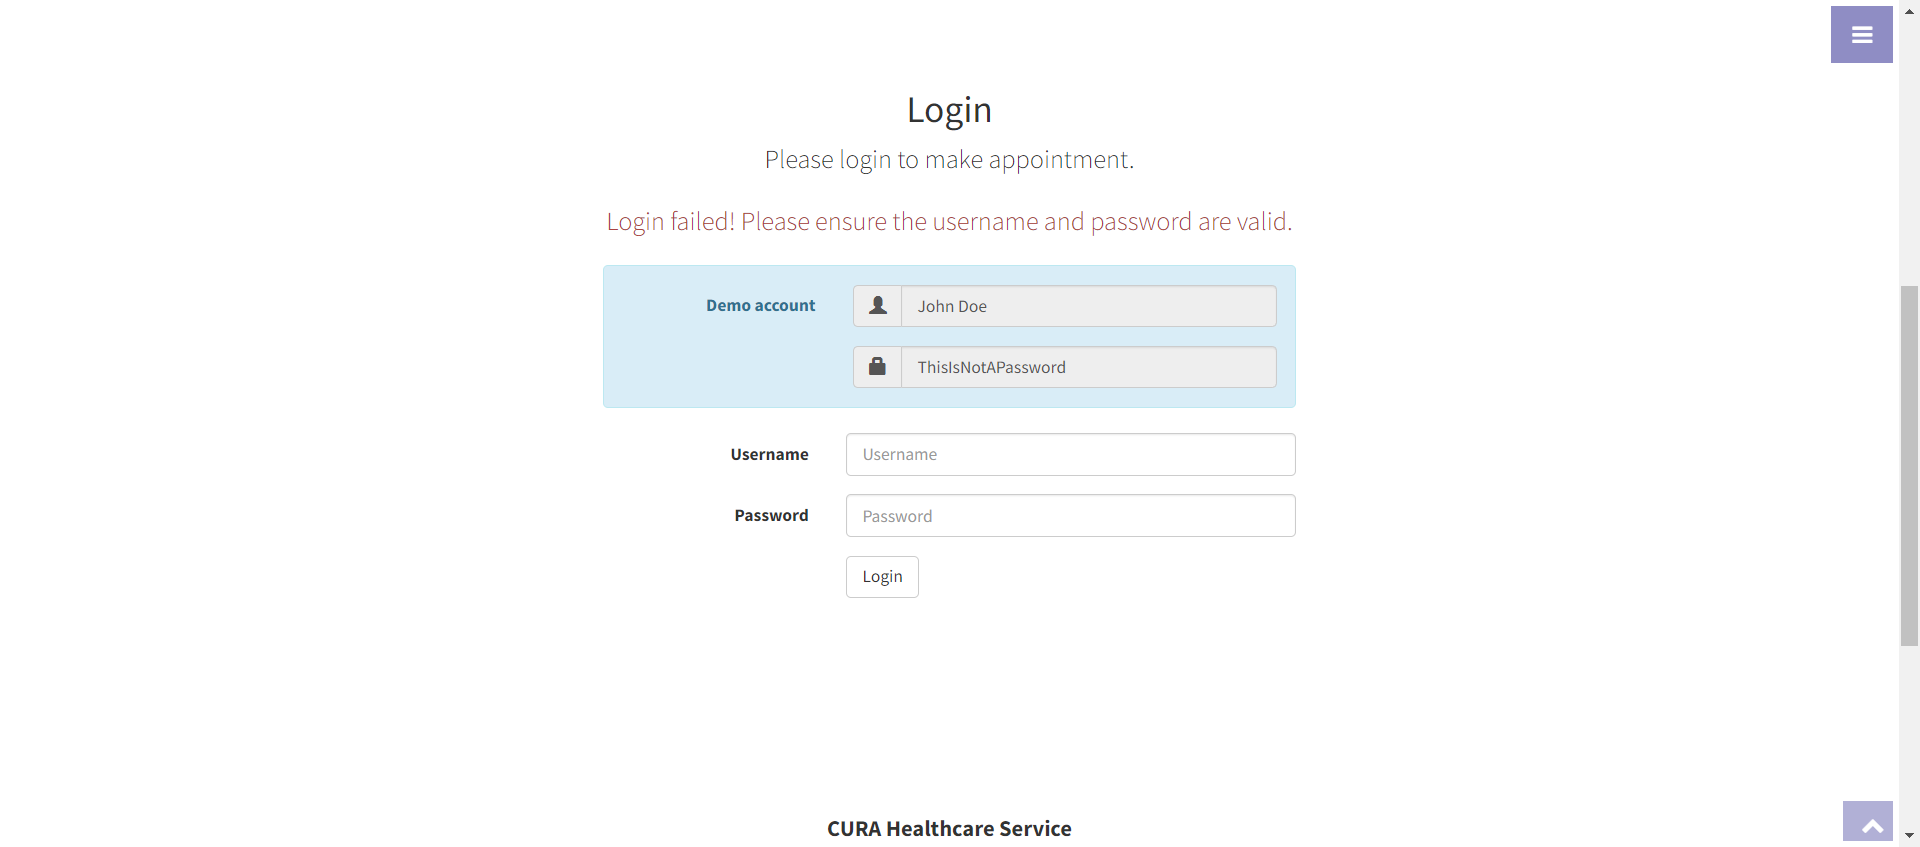 Login
Please login to make appointment.
Login failed! Please ensure the username and password are valid.
Demo account
John Doe
ThisIsNotAPassword
Username
Username
Password
Password
Login
CURA Healthcare Service